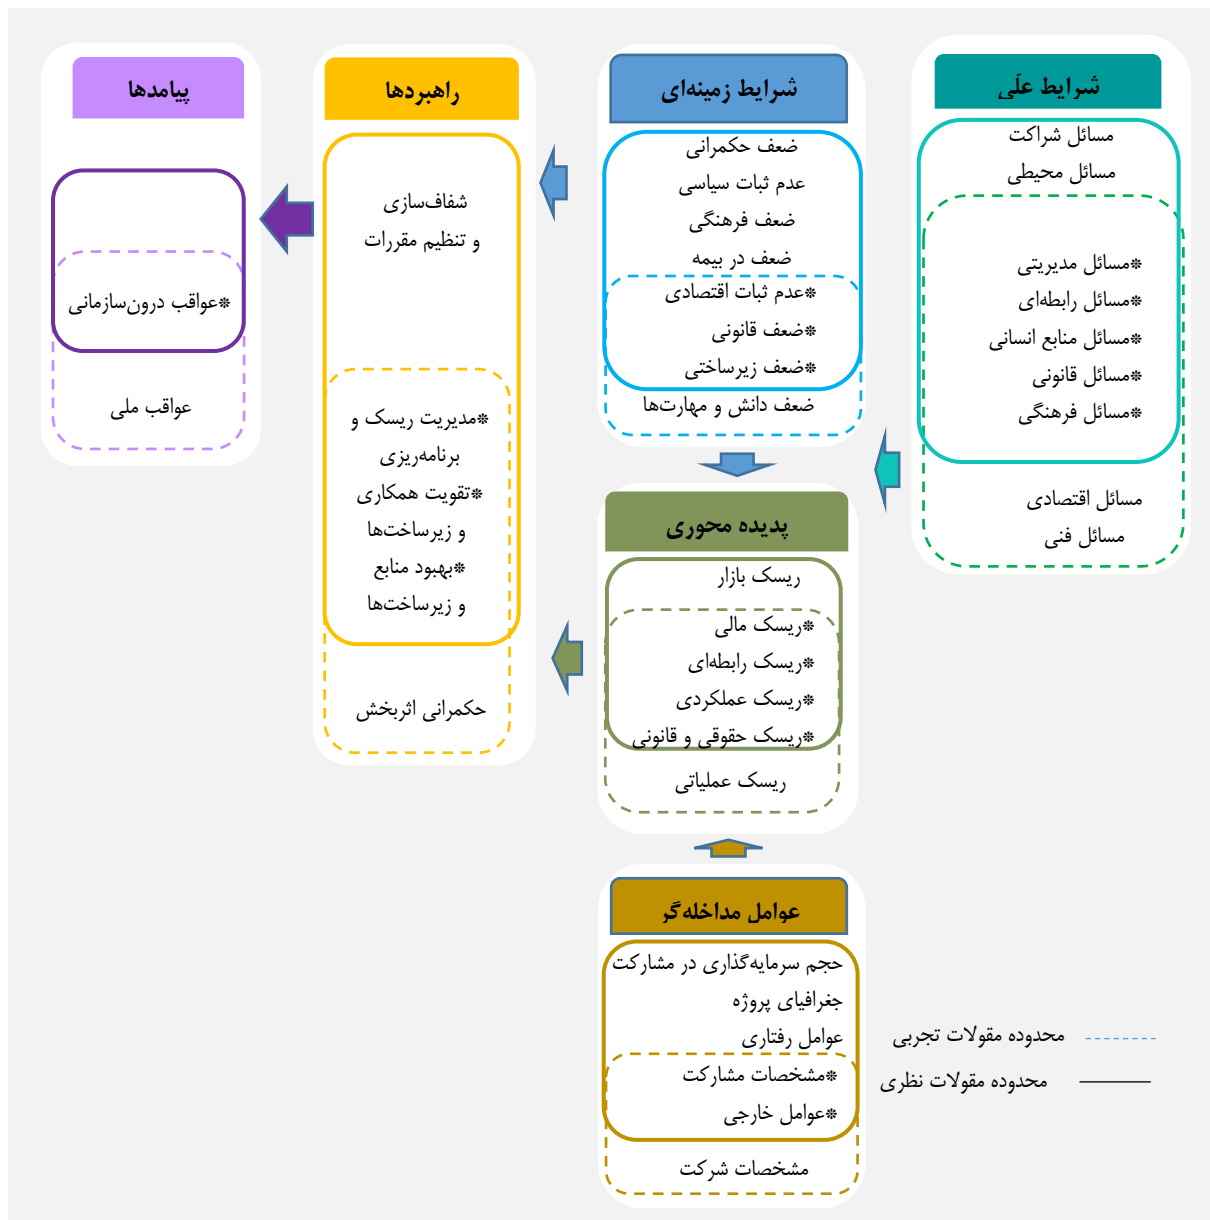 شرایط علّی
مسائل شراکت
مسائل محیطی
*مسائل مدیریتی
*مسائل رابطه‌ای
*مسائل منابع انسانی
*مسائل قانونی
*مسائل فرهنگی
مسائل اقتصادی
مسائل فنی
شرایط زمینه‌ای
ضعف حکمرانی
عدم ثبات سیاسی
ضعف فرهنگی
ضعف در بیمه
*عدم ثبات اقتصادی
*ضعف قانونی
*ضعف زیرساختی
ضعف دانش و مهارت‌ها
پدیده محوری
ریسک بازار
*ریسک مالی
*ریسک رابطه‌ای
*ریسک عملکردی
*ریسک حقوقی و قانونی
ریسک عملیاتی
عوامل مداخله‌گر
حجم سرمایه‌گذاری در مشارکت
جغرافیای پروژه
عوامل رفتاری
*مشخصات مشارکت
*عوامل خارجی
مشخصات شرکت
راهبردها
شفاف‌سازی
و تنظیم مقررات
*مدیریت ریسک و
برنامه‌ریزی
*تقویت همکاری
و زیرساخت‌ها
*بهبود منابع
و زیرساخت‌ها
حکمرانی اثربخش
پیامدها
*عواقب درون‌سازمانی
عواقب ملی
محدوده مقولات تجربی
محدوده مقولات نظری